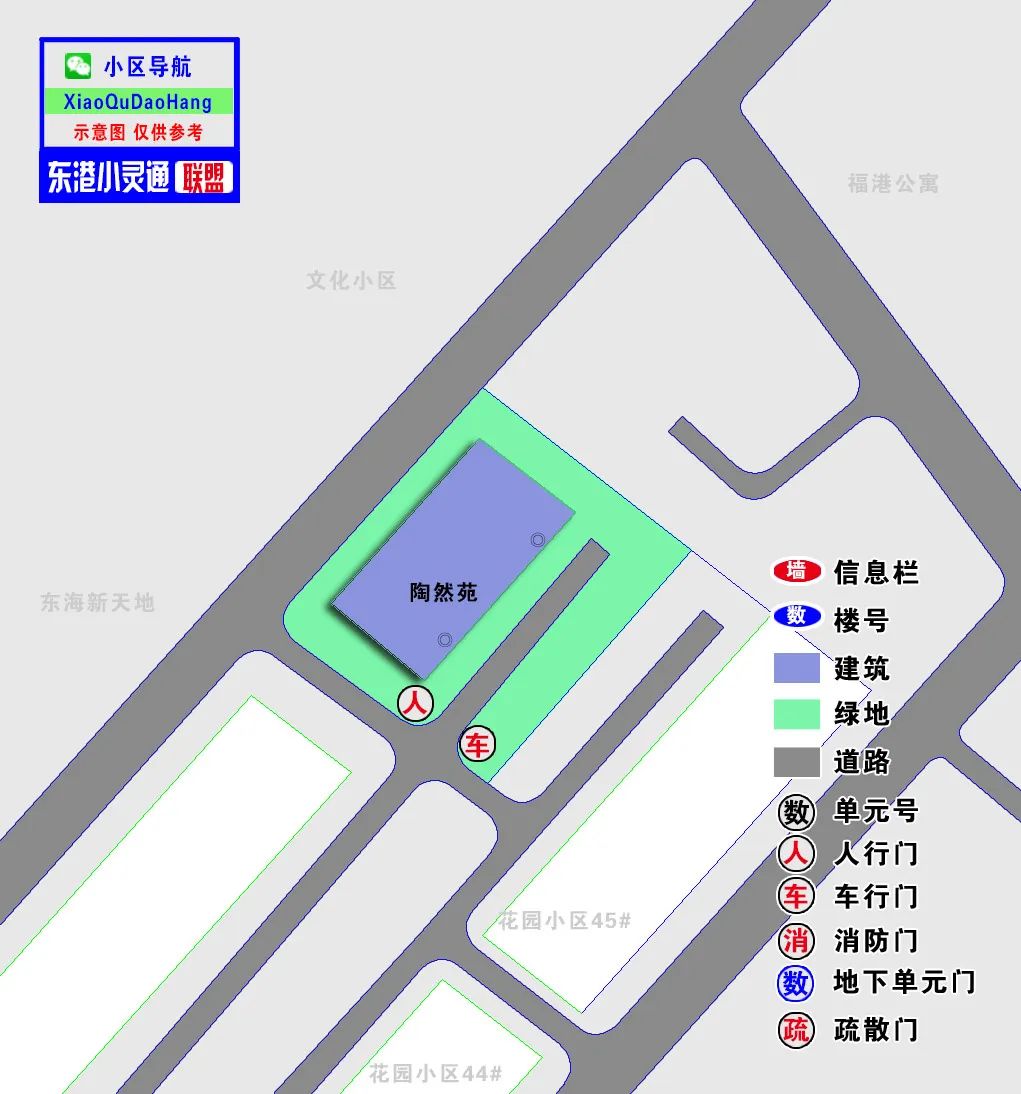 小区导航
XiaoQuDaoHang
示意图 仅供参考
东港小灵通 联盟
福港公寓
文化小区
东海新天地
陶然苑
人
车
花园小区45#
花园小区44#
墙 信息栏
数 楼号
建筑
绿地
道路
数 单元号
人 人行门
车 车行门
消 消防门
数 地下单元门
疏 疏散门